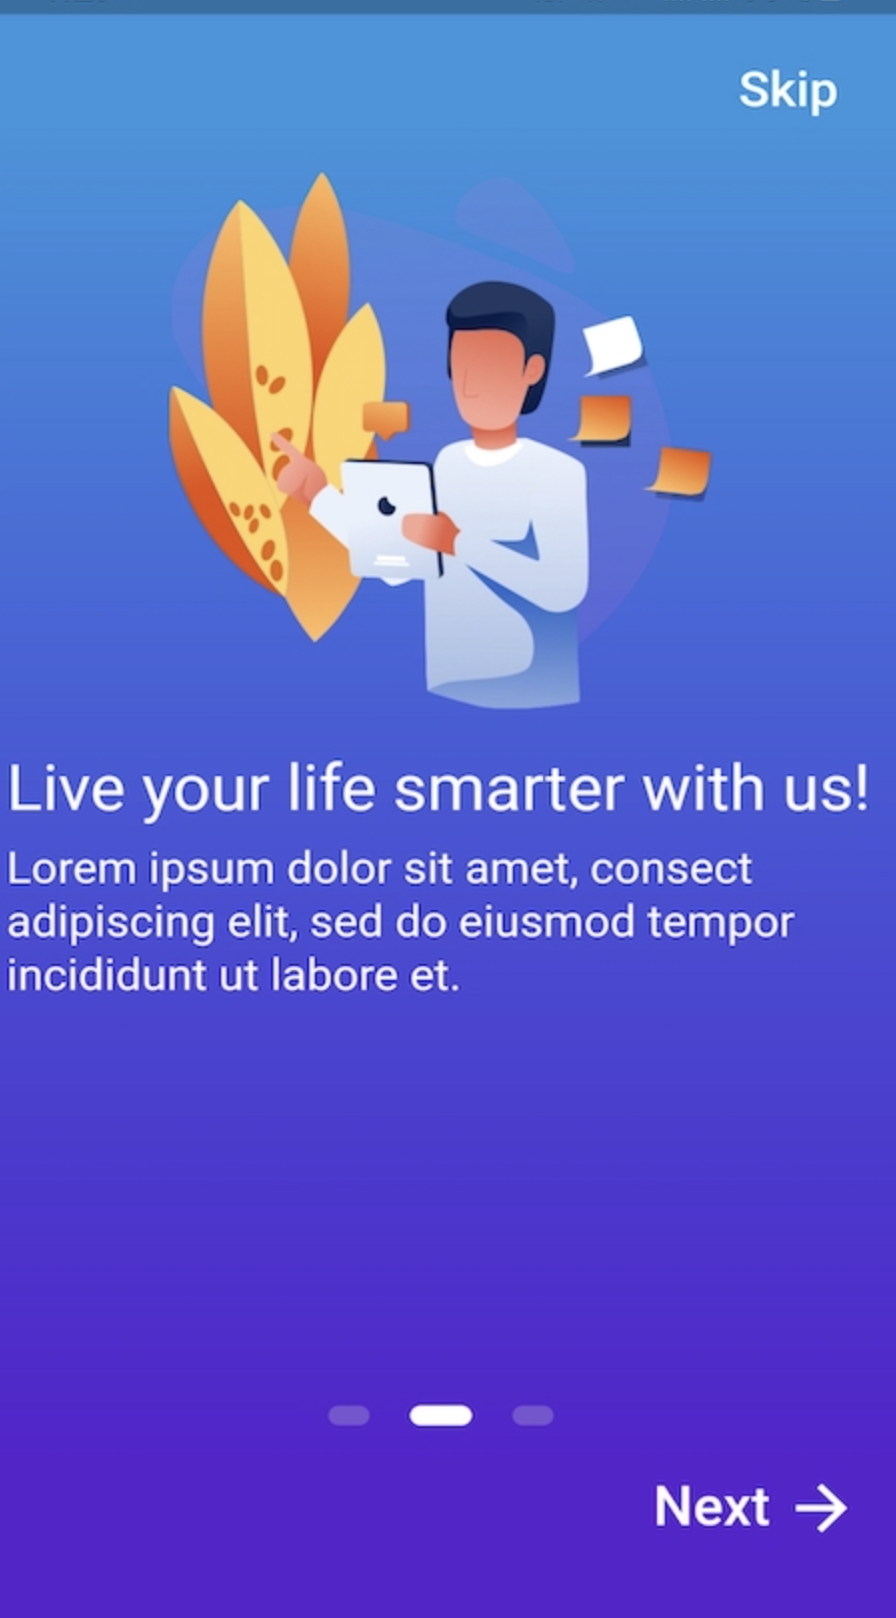 Skip
Live your life smarter with us!
Lorem ipsum dolor sit amet, consect
adipiscing elit, sed do eiusmod tempor
incididunt ut labore et.
Next